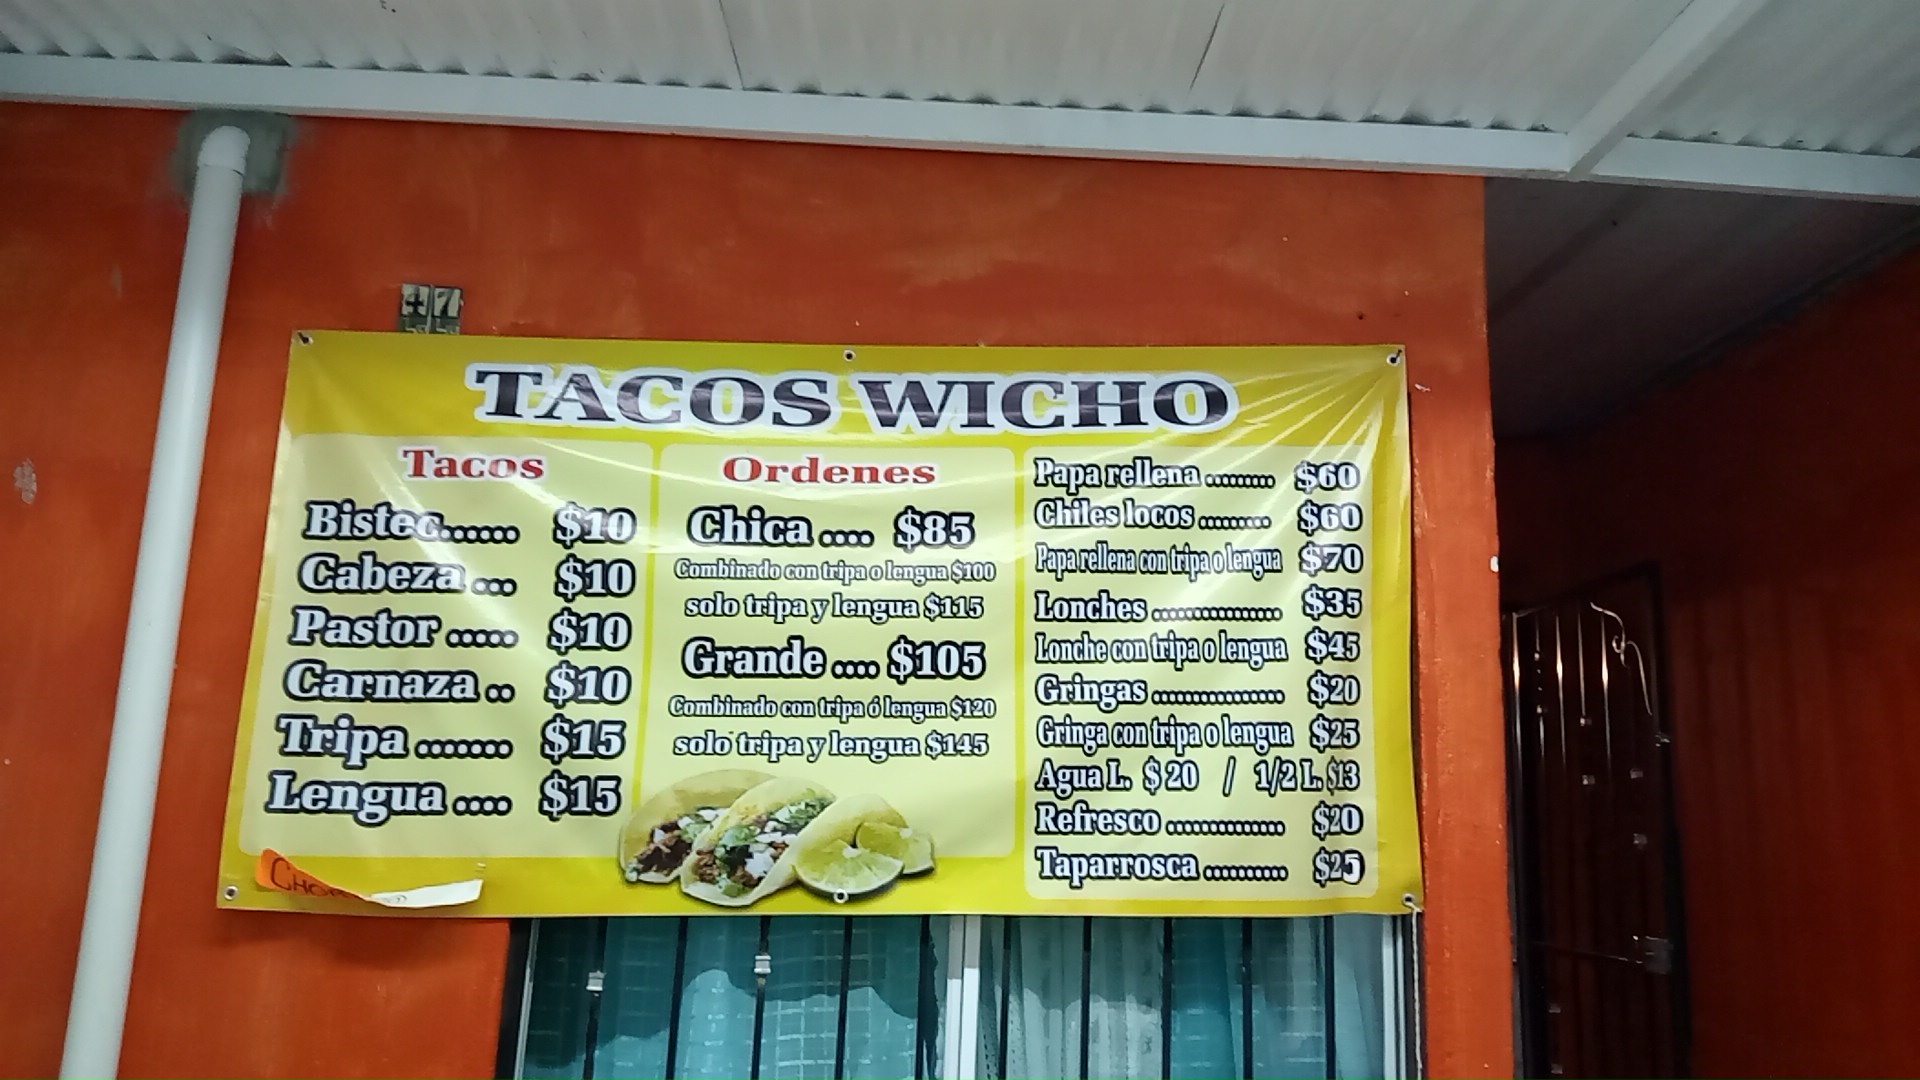 47
TACOS WICHO
Tacos
Bistec...... $10
Cabeza ... $10
Pastor ..... $10
Carnaza .. $10
Tripa ....... $15
Lengua .... $15
Ordenes
Chica .... $85
Combinado con tripa o lengua $100
solo tripa y lengua $115
Grande .... $105
Combinado con tripa ó lengua $120
solo tripa y lengua $145
Papa rellena ......... $60
Chiles locos ......... $60
Papa rellena con tripa o lengua $70
Lonches ................ $35
Lonche con tripa o lengua $45
Gringas ................ $20
Gringa con tripa o lengua $25
Agua L. $20 / 1/2 L. $13
Refresco .............. $20
Taparrosca .......... $25